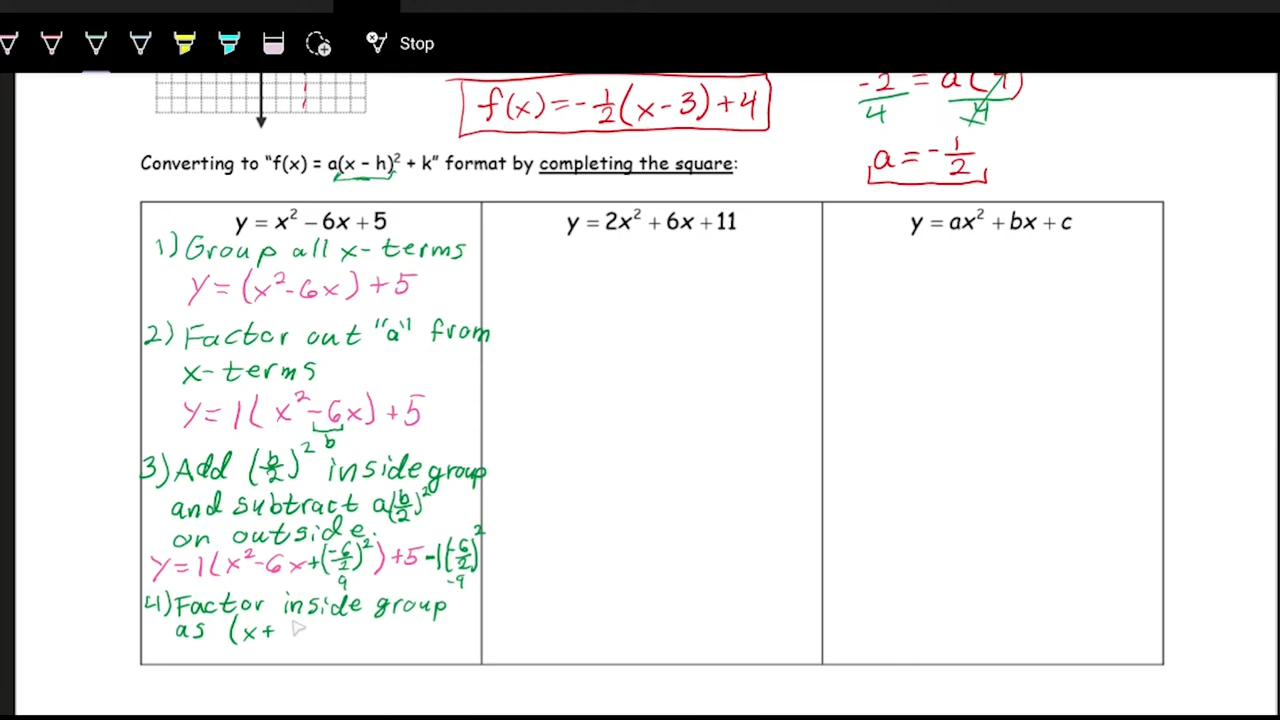 Stop
f(x) = -1/2(x-3)+4
-2/4 = a(4)/4
a = -1/2
Converting to "f(x) = a(x – h)² + k" format by completing the square:
y = x² – 6x + 5
1) Group all x-terms
y = (x²-6x) +5
2) Factor out "a" from
x-terms
y = 1(x²-6x) +5
b
3) Add (b/2)² inside group
and subtract a(b/2)²
on outside.
y = 1(x²-6x+(-6/2)²)+5-1(-6/2)²
9 -9
4) Factor inside group
as (x+
y = 2x² + 6x + 11
y = ax² + bx + c